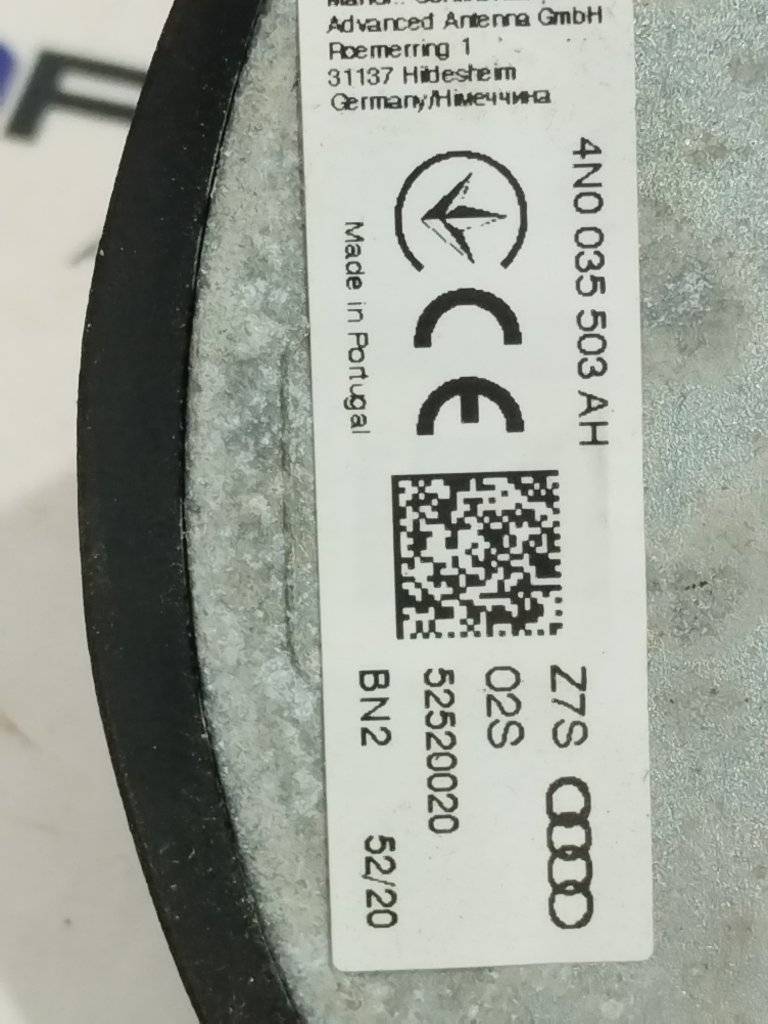 Advanced Antenna GmbH
Roemerring 1
31137 Hildesheim
Germany/Німеччина
4N0 035 503 AH
Made in Portugal
CE
Z7S
02S
52520020
BN2 52/20